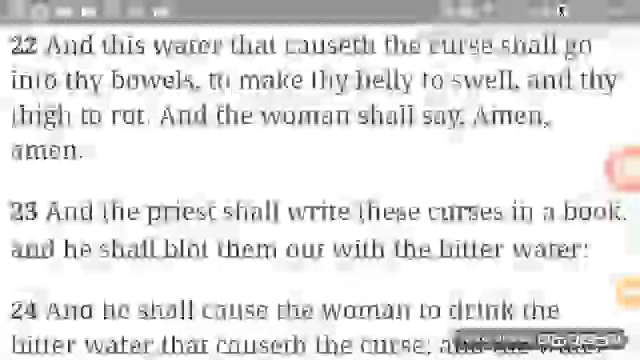 22 And this water that causeth the curse shall go
into thy bowels, to make thy belly to swell, and thy
thigh to rot. And the woman shall say, Amen,
amen.
23 And the priest shall write these curses in a book,
and he shall blot them out with the bitter water:
24 And he shall cause the woman to drink the
bitter water that causeth the curse: